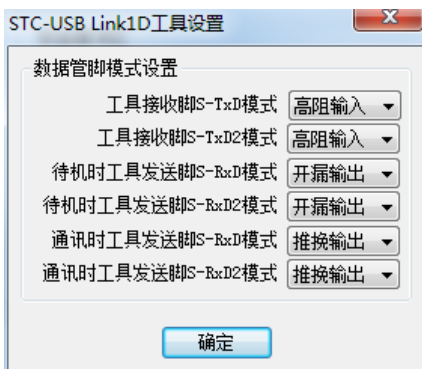 STC-USB Link1D工具设置
数据管脚模式设置
工具接收脚S-TxD模式 高阻输入
工具接收脚S-TxD2模式 高阻输入
待机时工具发送脚S-RxD模式 开漏输出
待机时工具发送脚S-RxD2模式 开漏输出
通讯时工具发送脚S-RxD模式 推挽输出
通讯时工具发送脚S-RxD2模式 推挽输出
确定